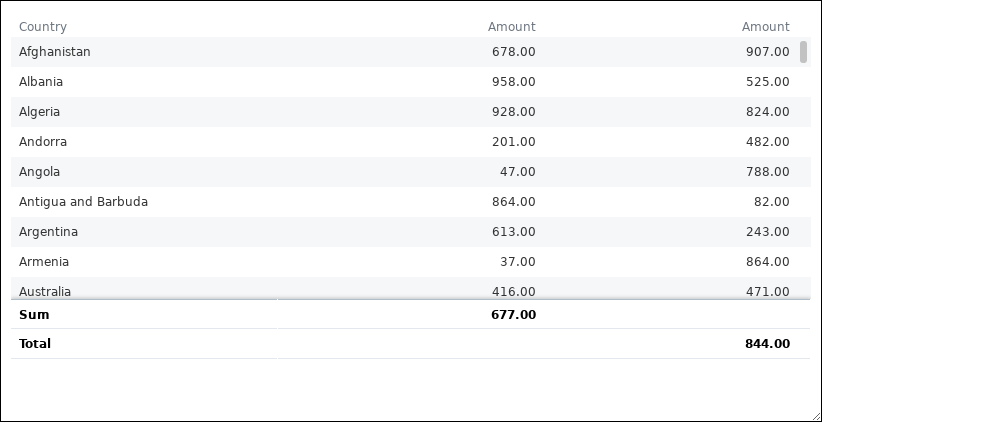 Country Amount Amount
Afghanistan 678.00 907.00
Albania 958.00 525.00
Algeria 928.00 824.00
Andorra 201.00 482.00
Angola 47.00 788.00
Antigua and Barbuda 864.00 82.00
Argentina 613.00 243.00
Armenia 37.00 864.00
Australia 416.00 471.00
Sum 677.00
Total 844.00